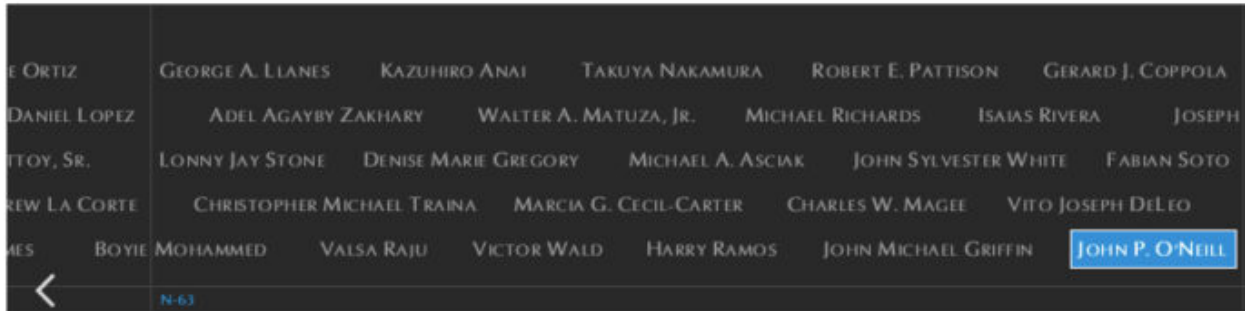 E ORTIZ GEORGE A. LLANES KAZUHIRO ANAI TAKUYA NAKAMURA ROBERT E. PATTISON GERARD J. COPPOLA
DANIEL LOPEZ ADEL AGAYBY ZAKHARY WALTER A. MATUZA, JR. MICHAEL RICHARDS ISAIAS RIVERA JOSEPH
TTOY, SR. LONNY JAY STONE DENISE MARIE GREGORY MICHAEL A. ASCIAK JOHN SYLVESTER WHITE FABIAN SOTO
REW LA CORTE CHRISTOPHER MICHAEL TRAINA MARCIA G. CECIL-CARTER CHARLES W. MAGEE VITO JOSEPH DELEO
MES BOYIE MOHAMMED VALSA RAJU VICTOR WALD HARRY RAMOS JOHN MICHAEL GRIFFIN JOHN P. O'NEILL
N-63